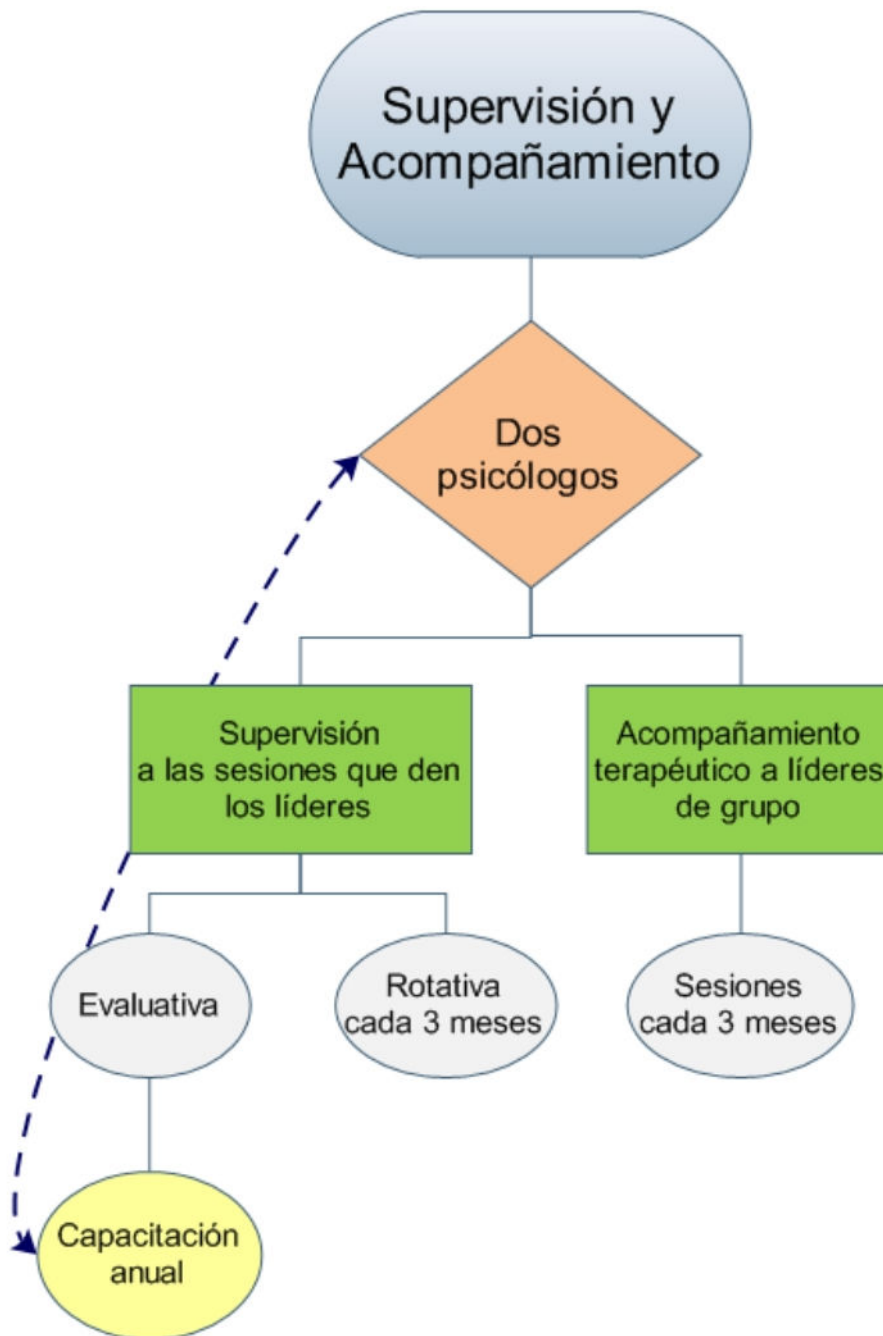 Supervisión y
Acompañamiento
Dos
psicólogos
Supervisión
a las sesiones que den
los líderes
Acompañamiento
terapéutico a líderes
de grupo
Evaluativa
Rotativa
cada 3 meses
Sesiones
cada 3 meses
Capacitación
anual